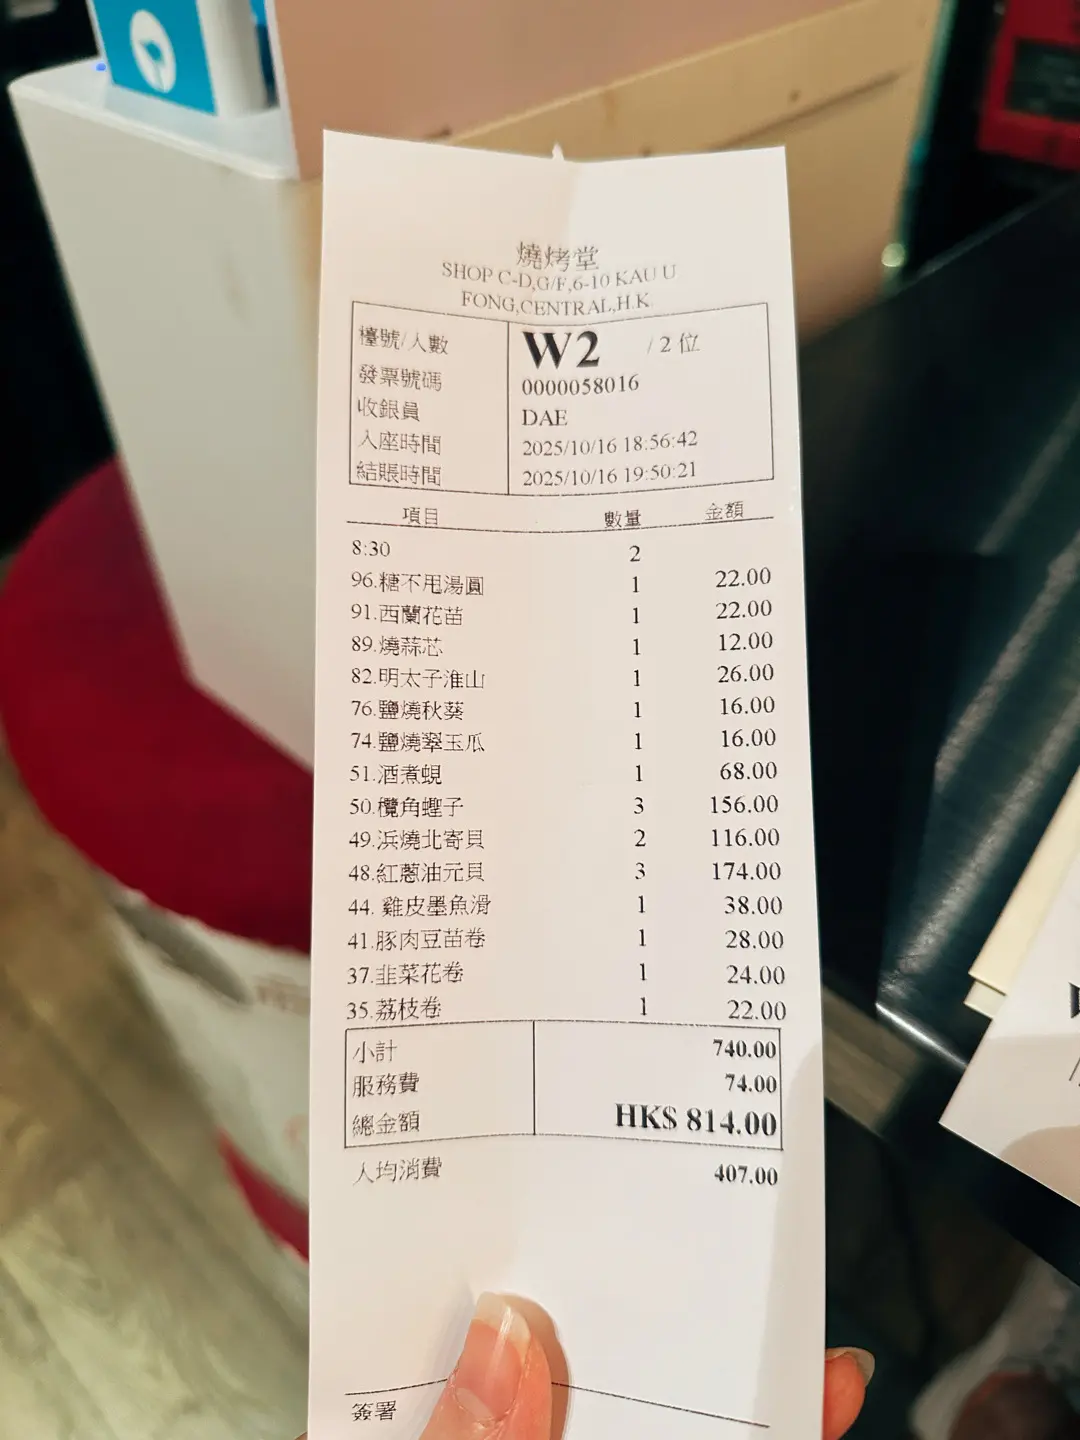 燒烤堂
SHOP C-D,G/F,6-10 KAU U
FONG,CENTRAL,H.K.
檯號/人數 W2 / 2 位
發票號碼 0000058016
收銀員 DAE
入座時間 2025/10/16 18:56:42
結賬時間 2025/10/16 19:50:21
項目 數量 金額
8:30 2
96.糖不甩湯圓 1 22.00
91.西蘭花苗 1 22.00
89.燒蒜芯 1 12.00
82.明太子淮山 1 26.00
76.鹽燒秋葵 1 16.00
74.鹽燒翠玉瓜 1 16.00
51.酒煮蜆 1 68.00
50.欖角蟶子 3 156.00
49.浜燒北寄貝 2 116.00
48.紅蔥油元貝 3 174.00
44. 雞皮墨魚滑 1 38.00
41.豚肉豆苗卷 1 28.00
37.韭菜花卷 1 24.00
35.荔枝卷 1 22.00
小計 740.00
服務費 74.00
總金額 HK$ 814.00
人均消費 407.00
簽署